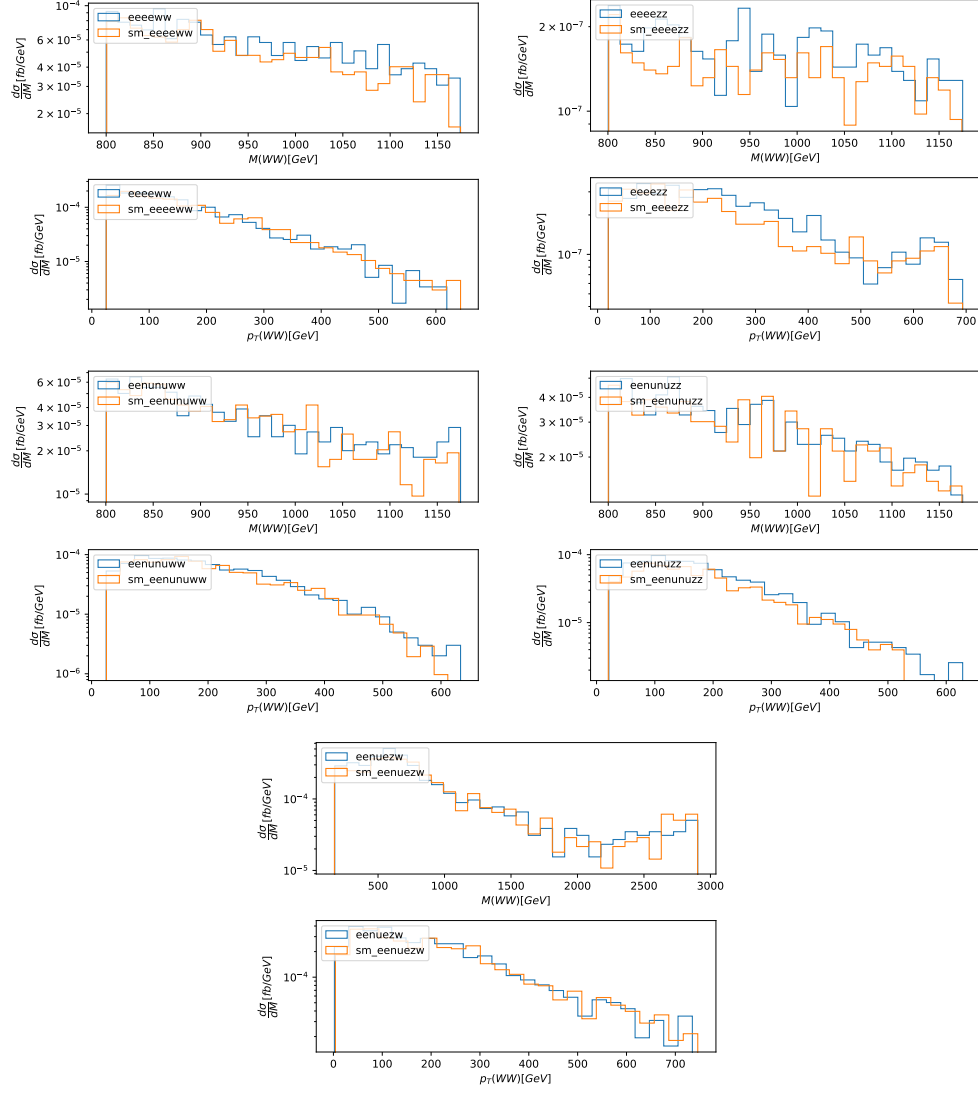 10⁻⁴
6 × 10⁻⁵
4 × 10⁻⁵
3 × 10⁻⁵
2 × 10⁻⁵
dσ/dM [fb/GeV]
eeeeww
sm_eeeeww
800 850 900 950 1000 1050 1100 1150
M(WW)[GeV]
2 × 10⁻⁷
10⁻⁷
dσ/dM [fb/GeV]
eeeezz
sm_eeeezz
800 850 900 950 1000 1050 1100 1150
M(WW)[GeV]
10⁻⁴
10⁻⁵
dσ/dM [fb/GeV]
eeeeww
sm_eeeeww
0 100 200 300 400 500 600
p_T(WW)[GeV]
10⁻⁷
dσ/dM [fb/GeV]
eeeezz
sm_eeeezz
0 100 200 300 400 500 600 700
p_T(WW)[GeV]
6 × 10⁻⁵
4 × 10⁻⁵
3 × 10⁻⁵
2 × 10⁻⁵
10⁻⁵
dσ/dM [fb/GeV]
eenunuww
sm_eenunuww
800 850 900 950 1000 1050 1100 1150
M(WW)[GeV]
4 × 10⁻⁵
3 × 10⁻⁵
2 × 10⁻⁵
dσ/dM [fb/GeV]
eenunuzz
sm_eenunuzz
800 850 900 950 1000 1050 1100 1150
M(WW)[GeV]
10⁻⁴
10⁻⁵
10⁻⁶
dσ/dM [fb/GeV]
eenunuww
sm_eenunuww
0 100 200 300 400 500 600
p_T(WW)[GeV]
10⁻⁴
10⁻⁵
dσ/dM [fb/GeV]
eenunuzz
sm_eenunuzz
0 100 200 300 400 500 600
p_T(WW)[GeV]
10⁻⁴
10⁻⁵
dσ/dM [fb/GeV]
eenuezw
sm_eenuezw
500 1000 1500 2000 2500 3000
M(WW)[GeV]
10⁻⁴
dσ/dM [fb/GeV]
eenuezw
sm_eenuezw
0 100 200 300 400 500 600 700
p_T(WW)[GeV]